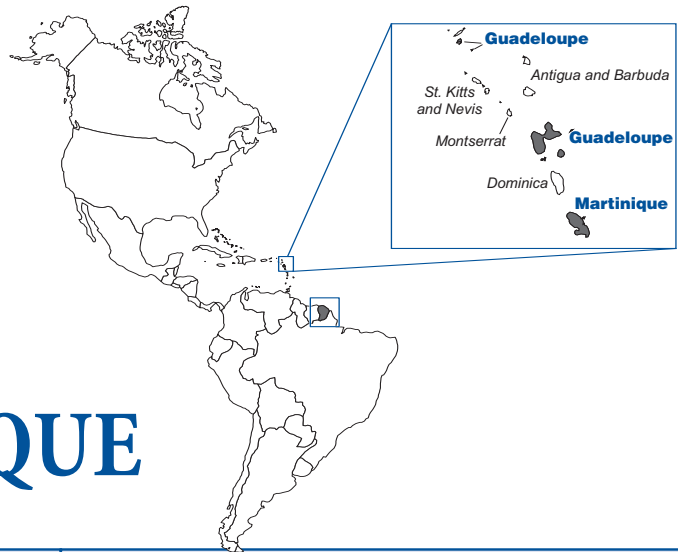 Guadeloupe
Antigua and Barbuda
St. Kitts
and Nevis
Montserrat
Guadeloupe
Dominica
Martinique
QUE